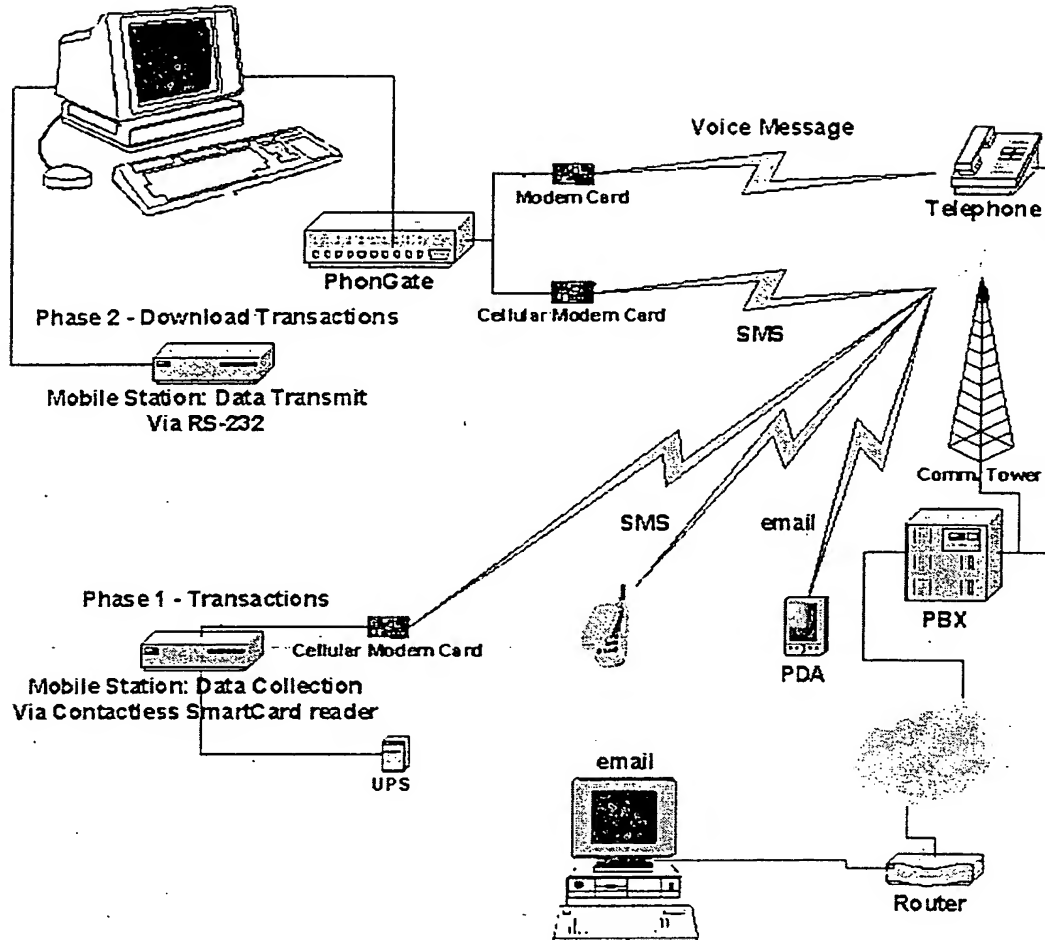 Voice Message
Modem Card
Telephone
PhonGate
Cellular Modem Card
SMS
Phase 2 - Download Transactions
Mobile Station: Data Transmit
Via RS-232
Comm. Tower
SMS
email
Phase 1 - Transactions
Cellular Modem Card
PBX
PDA
Mobile Station: Data Collection
Via Contactless SmartCard reader
UPS
email
Router